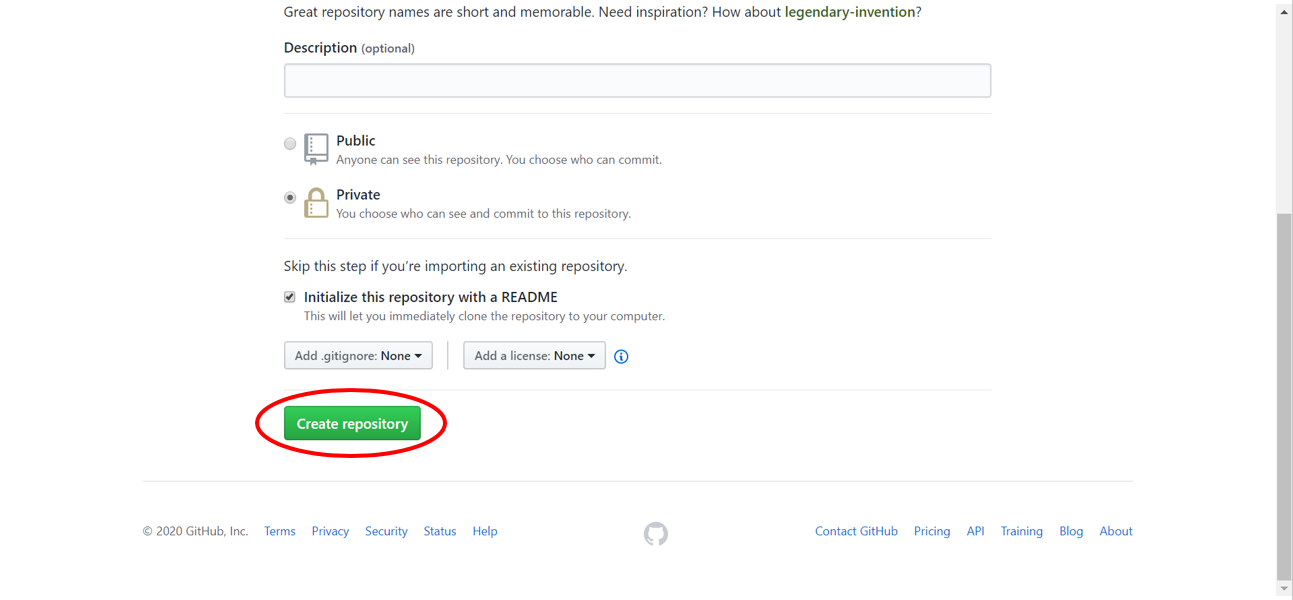 Great repository names are short and memorable. Need inspiration? How about legendary-invention?
Description (optional)
Public
Anyone can see this repository. You choose who can commit.
Private
You choose who can see and commit to this repository.
Skip this step if you're importing an existing repository.
Initialize this repository with a README
This will let you immediately clone the repository to your computer.
Add .gitignore: None Add a license: None
Create repository
© 2020 GitHub, Inc. Terms Privacy Security Status Help Contact GitHub Pricing API Training Blog About